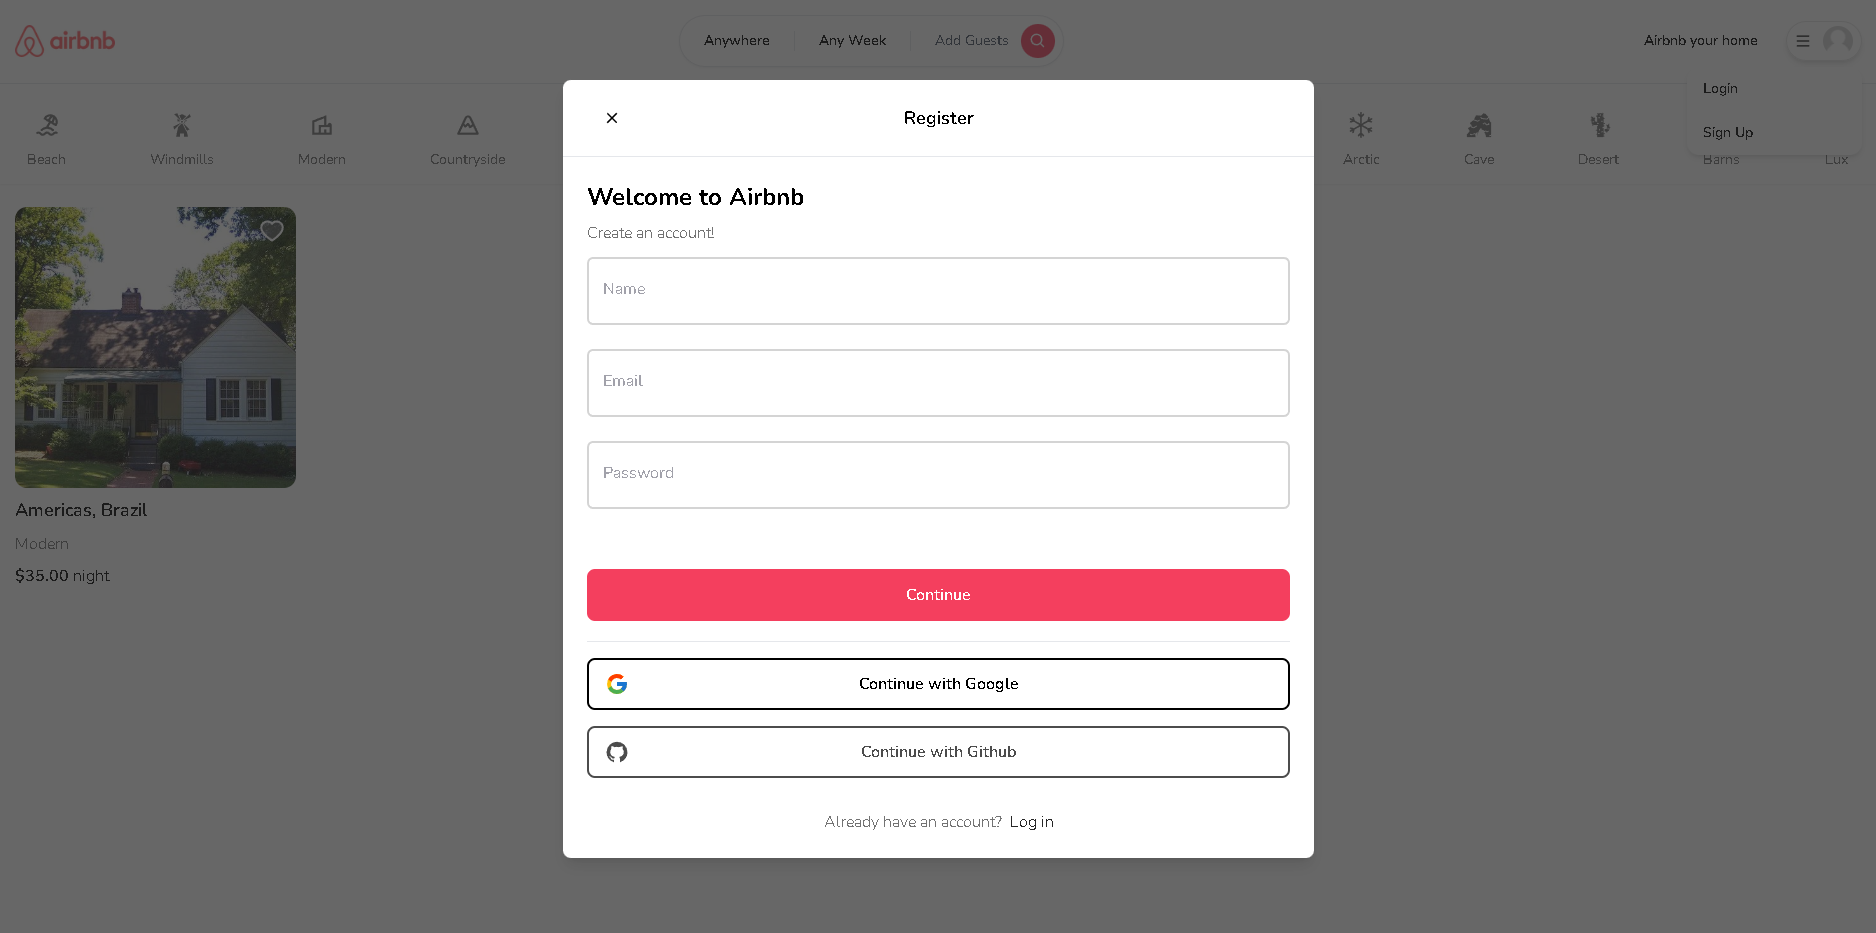 airbnb
Anywhere
Any Week
Add Guests
Airbnb your home
Login
Sign Up
Beach
Windmills
Modern
Countryside
Arctic
Cave
Desert
Barns
Lux
Register
Welcome to Airbnb
Create an account!
Name
Email
Password
Continue
Continue with Google
Continue with Github
Already have an account? Log in
Americas, Brazil
Modern
$35.00 night